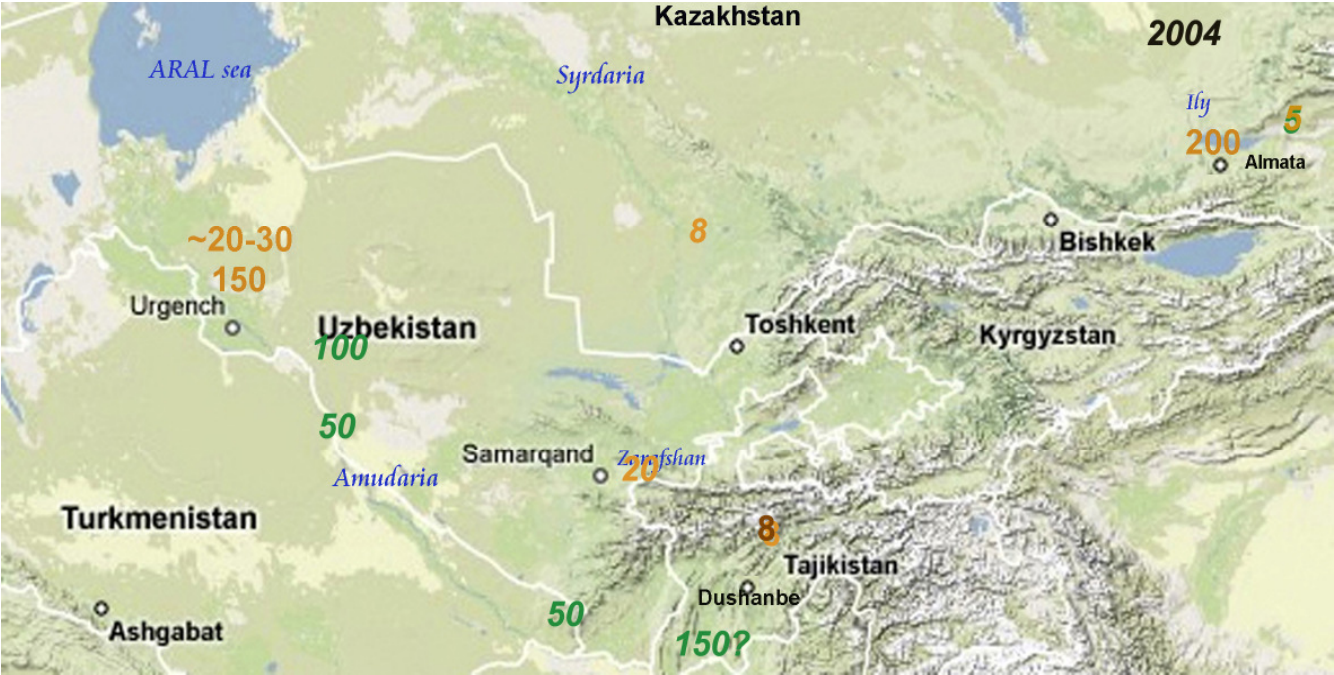 Kazakhstan
2004
ARAL sea
Syrdaria
Ily
5
200
Almata
~20-30
150
8
Bishkek
Urgench
Uzbekistan
100
Toshkent
Kyrgyzstan
50
Samarqand
Zarafshan
20
Amudaria
Turkmenistan
8
Tajikistan
Dushanbe
50
Ashgabat
150?